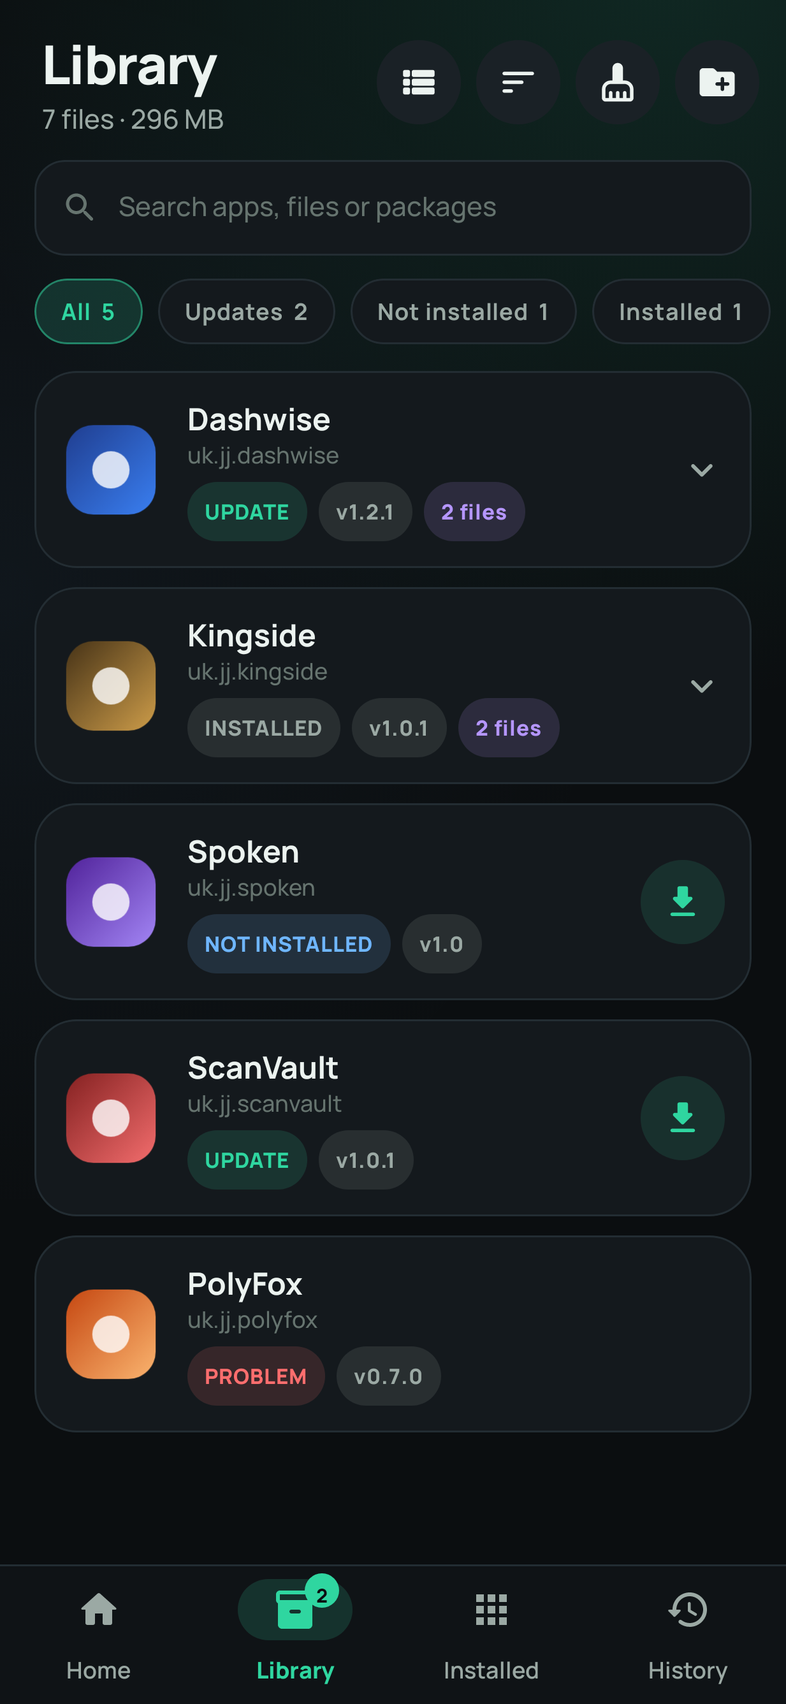 Library
7 files · 296 MB
Search apps, files or packages
All 5
Updates 2
Not installed 1
Installed 1
Dashwise
uk.jj.dashwise
UPDATE
v1.2.1
2 files
Kingside
uk.jj.kingside
INSTALLED
v1.0.1
2 files
Spoken
uk.jj.spoken
NOT INSTALLED
v1.0
ScanVault
uk.jj.scanvault
UPDATE
v1.0.1
PolyFox
uk.jj.polyfox
PROBLEM
v0.7.0
2
Home
Library
Installed
History